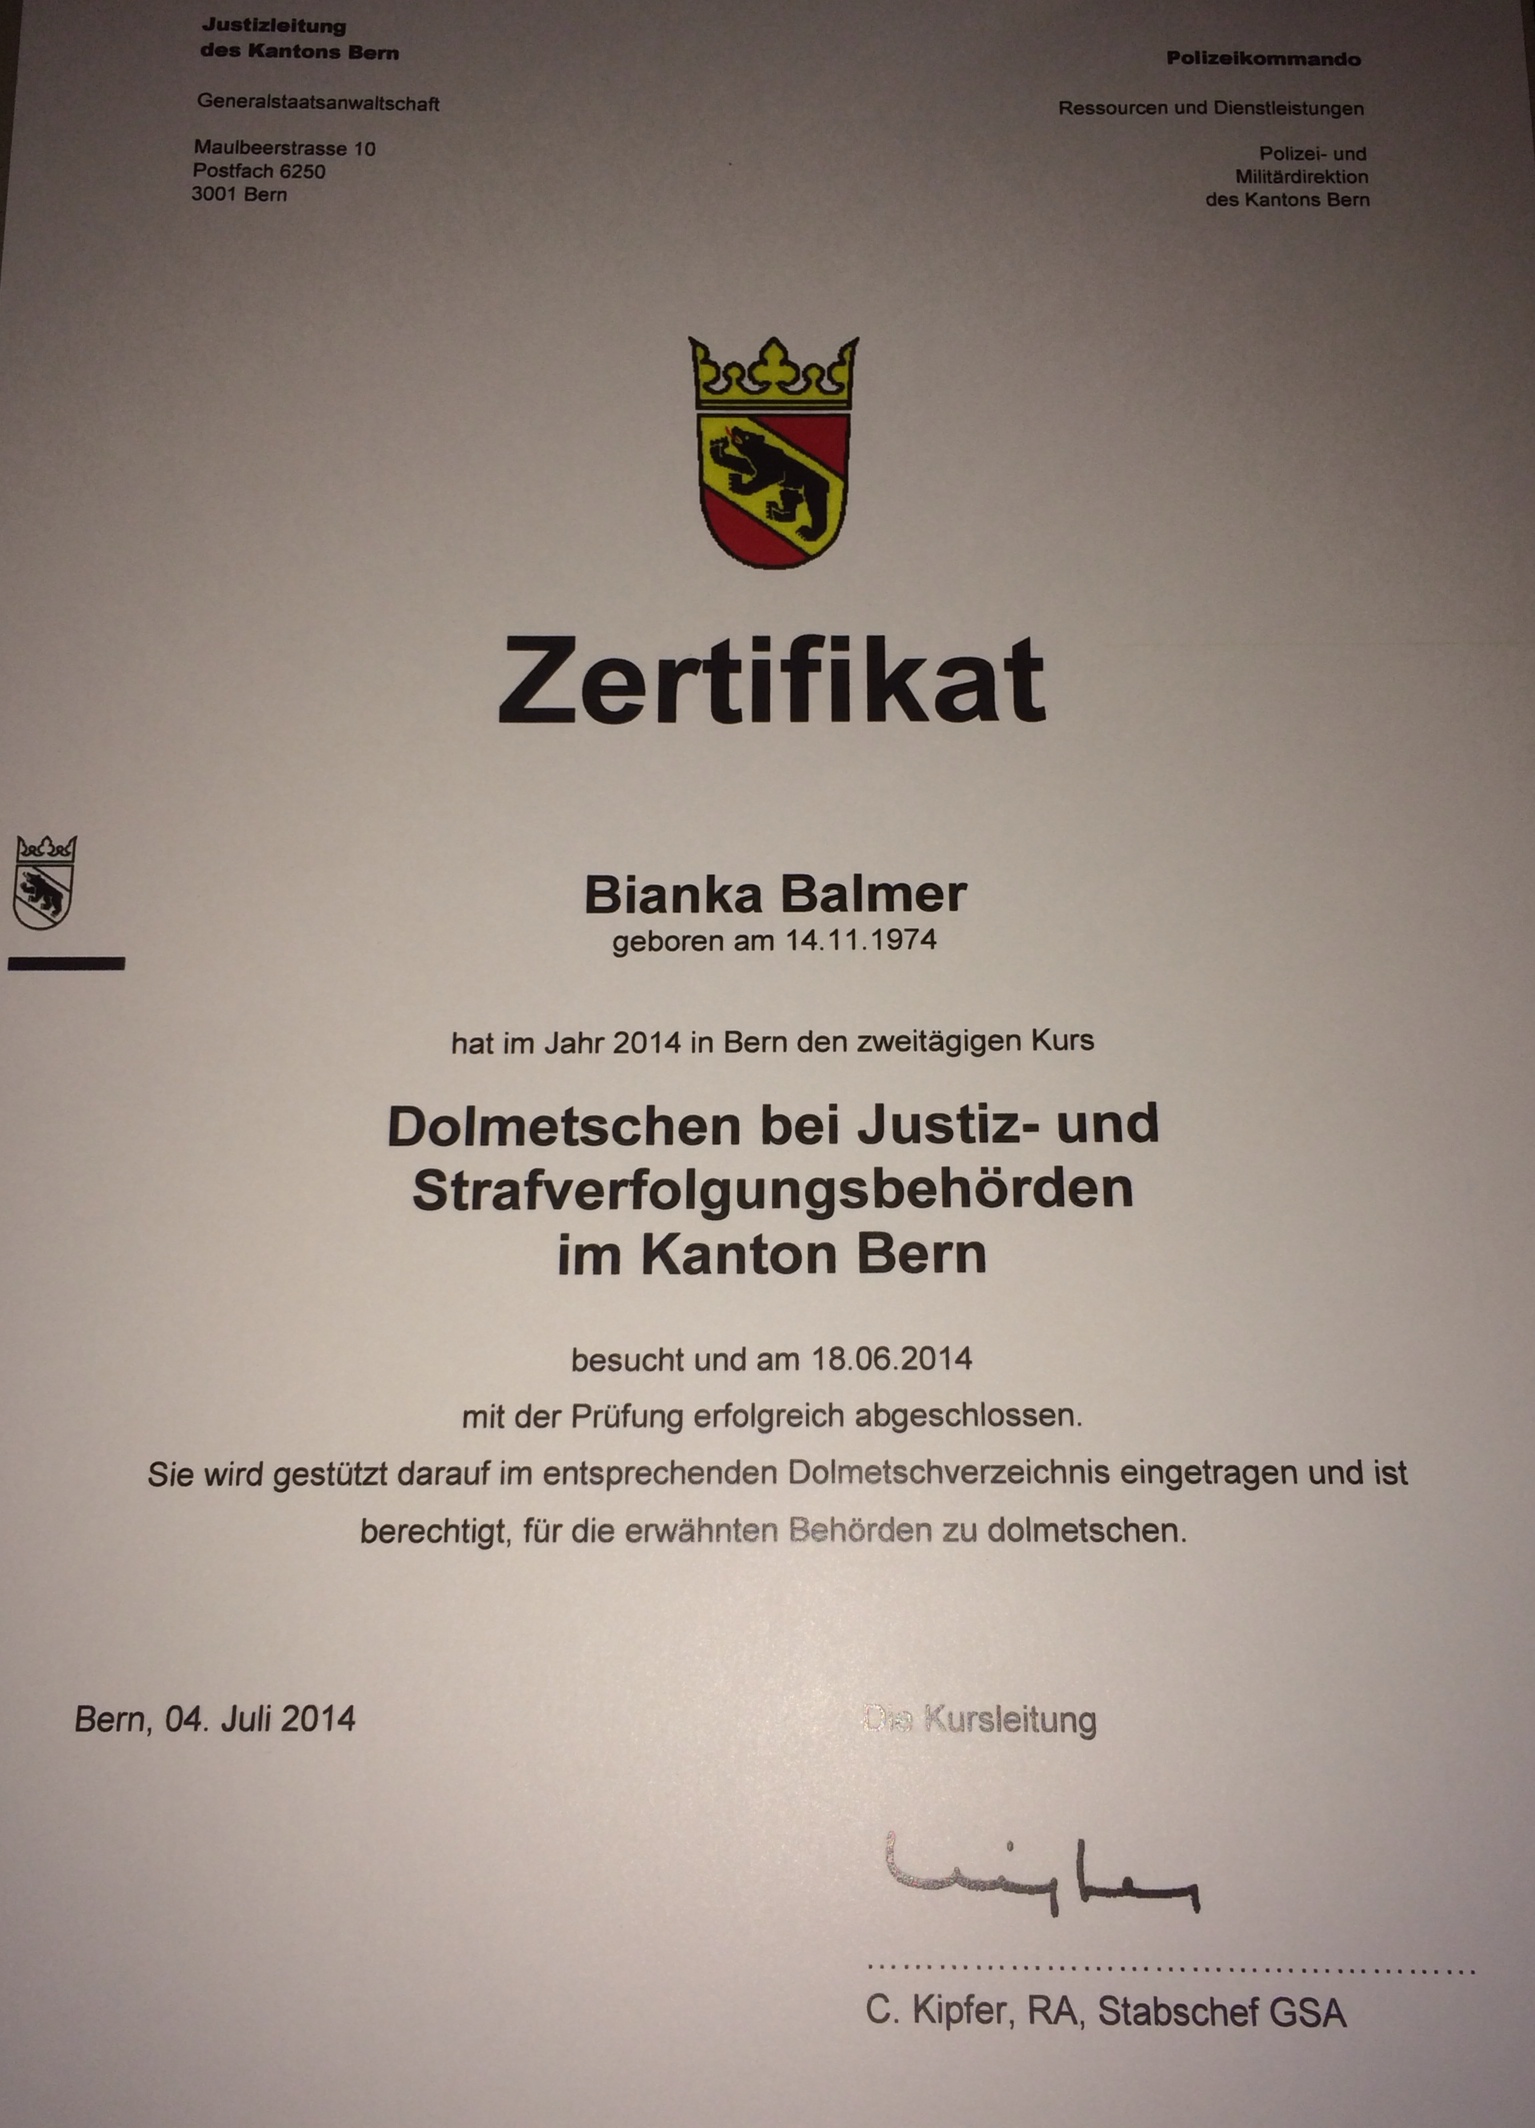 Justizleitung
des Kantons Bern
Generalstaatsanwaltschaft
Maulbeerstrasse 10
Postfach 6250
3001 Bern
Polizeikommando
Ressourcen und Dienstleistungen
Polizei- und
Militärdirektion
des Kantons Bern
Zertifikat
Bianka Balmer
geboren am 14.11.1974
hat im Jahr 2014 in Bern den zweitägigen Kurs
Dolmetschen bei Justiz- und
Strafverfolgungsbehörden
im Kanton Bern
besucht und am 18.06.2014
mit der Prüfung erfolgreich abgeschlossen.
Sie wird gestützt darauf im entsprechenden Dolmetschverzeichnis eingetragen und ist
berechtigt, für die erwähnten Behörden zu dolmetschen.
Bern, 04. Juli 2014
Die Kursleitung
C. Kipfer, RA, Stabschef GSA